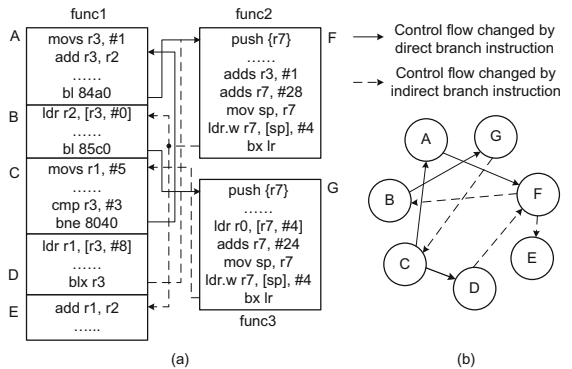 func1
A
movs r3, #1
add r3, r2
......
bl 84a0
B
ldr r2, [r3, #0]
......
bl 85c0
C
movs r1, #5
......
cmp r3, #3
bne 8040
D
ldr r1, [r3, #8]
......
blx r3
E
add r1, r2
......
func2
F
push {r7}
......
adds r3, #1
adds r7, #28
mov sp, r7
ldr.w r7, [sp], #4
bx lr
G
push {r7}
......
ldr r0, [r7, #4]
adds r7, #24
mov sp, r7
ldr.w r7, [sp], #4
bx lr
func3
(a)
Control flow changed by
direct branch instruction
Control flow changed by
indirect branch instruction
A
G
B
F
C
E
D
(b)